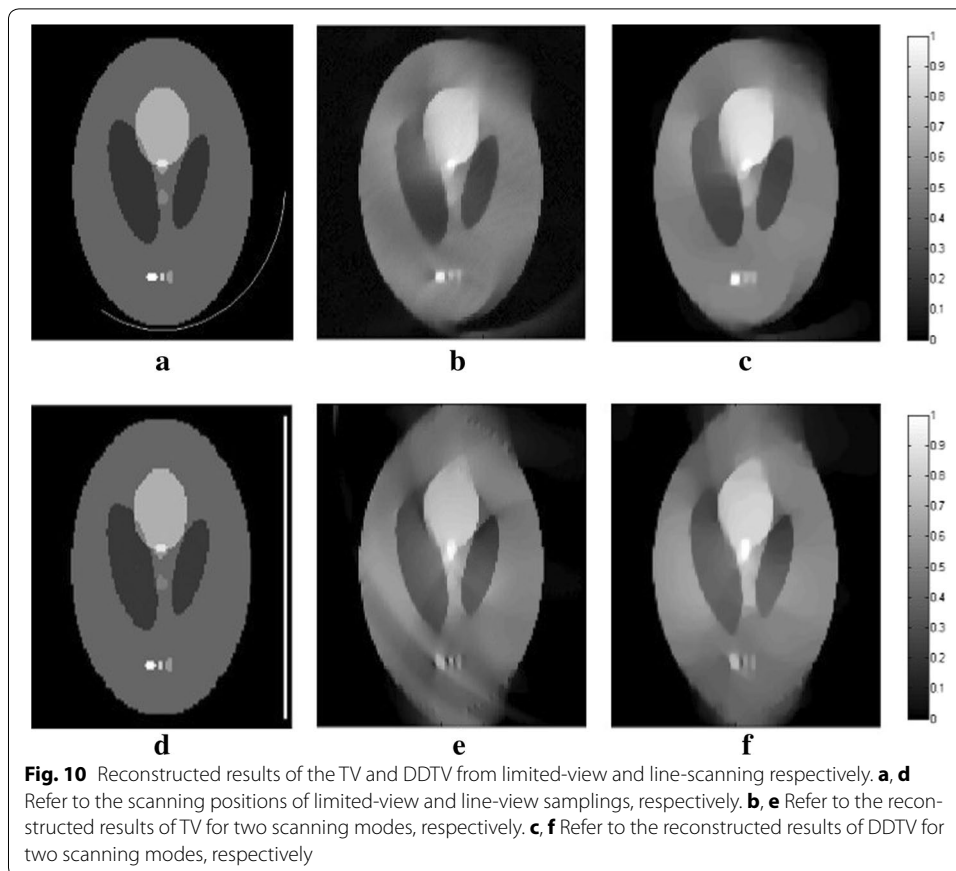 1
0.9
0.8
0.7
0.6
0.5
0.4
0.3
0.2
0.1
0
a
b
c
1
0.9
0.8
0.7
0.6
0.5
0.4
0.3
0.2
0.1
0
d
e
f
Fig. 10 Reconstructed results of the TV and DDTV from limited-view and line-scanning respectively. a, d
Refer to the scanning positions of limited-view and line-view samplings, respectively. b, e Refer to the recon-
structed results of TV for two scanning modes, respectively. c, f Refer to the reconstructed results of DDTV for
two scanning modes, respectively